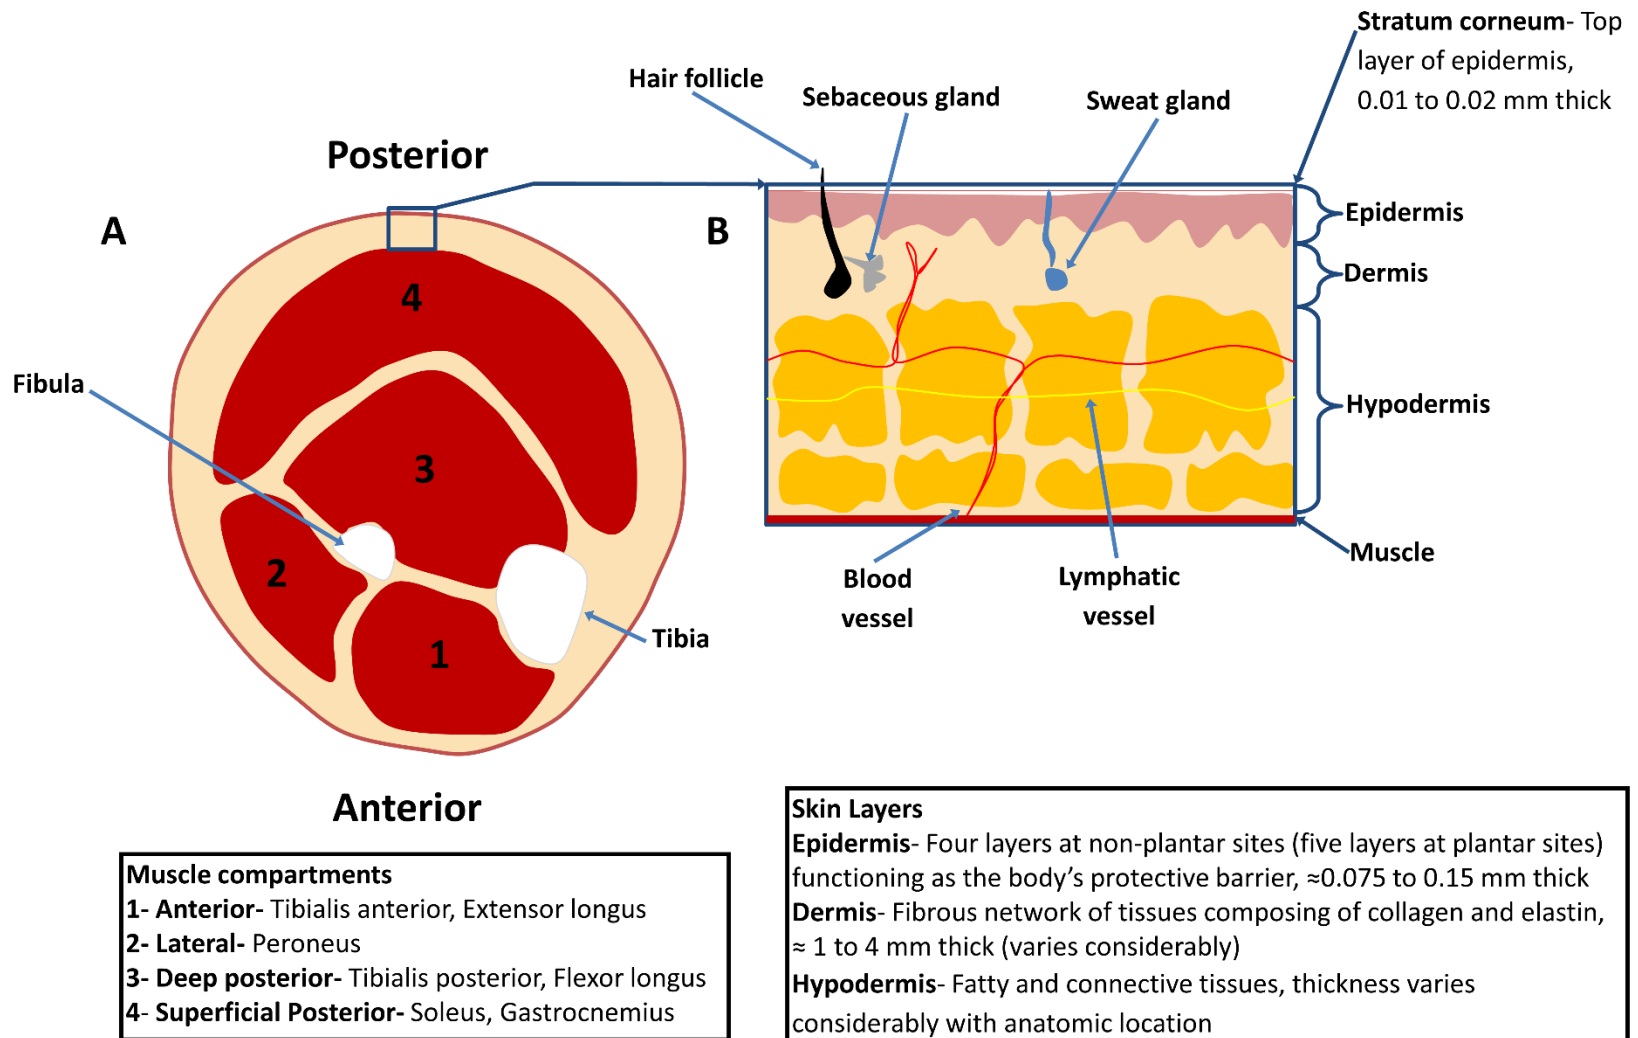 Stratum corneum- Top
layer of epidermis,
0.01 to 0.02 mm thick
Hair follicle
Sebaceous gland
Sweat gland
Posterior
A
B
Epidermis
Dermis
4
Fibula
Hypodermis
3
Muscle
2
Blood
vessel
Lymphatic
vessel
Tibia
1
Anterior
Muscle compartments
1- Anterior- Tibialis anterior, Extensor longus
2- Lateral- Peroneus
3- Deep posterior- Tibialis posterior, Flexor longus
4- Superficial Posterior- Soleus, Gastrocnemius
Skin Layers
Epidermis- Four layers at non-plantar sites (five layers at plantar sites)
functioning as the body's protective barrier, ≈0.075 to 0.15 mm thick
Dermis- Fibrous network of tissues composing of collagen and elastin,
≈ 1 to 4 mm thick (varies considerably)
Hypodermis- Fatty and connective tissues, thickness varies
considerably with anatomic location